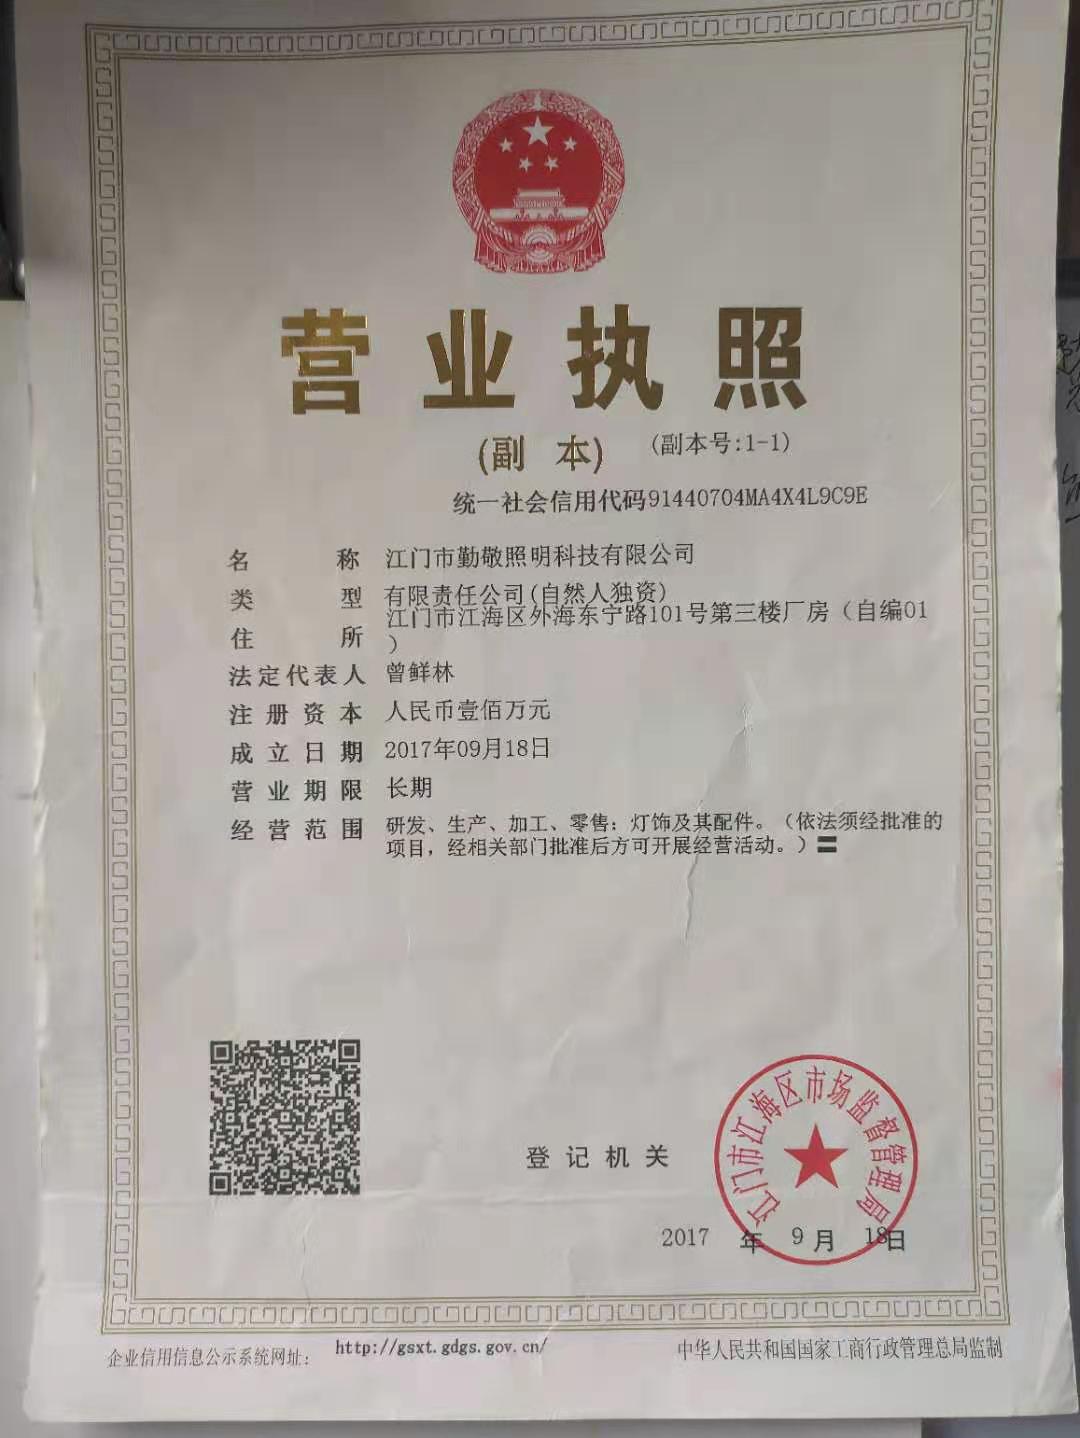 营业执照
(副 本) (副本号:1-1)
统一社会信用代码91440704MA4X4L9C9E
名 称 江门市勤敬照明科技有限公司
类 型 有限责任公司(自然人独资)
住 所 江门市江海区外海东宁路101号第三楼厂房（自编01
）
法定代表人 曾鲜林
注册资本 人民币壹佰万元
成立日期 2017年09月18日
营业期限 长期
经营范围 研发、生产、加工、零售：灯饰及其配件。（依法须经批准的
项目，经相关部门批准后方可开展经营活动。）〓
江门市江海区市场监督管理局
登记机关
2017 年 9 月 18日
企业信用信息公示系统网址： http://gsxt.gdgs.gov.cn/ 中华人民共和国国家工商行政管理总局监制